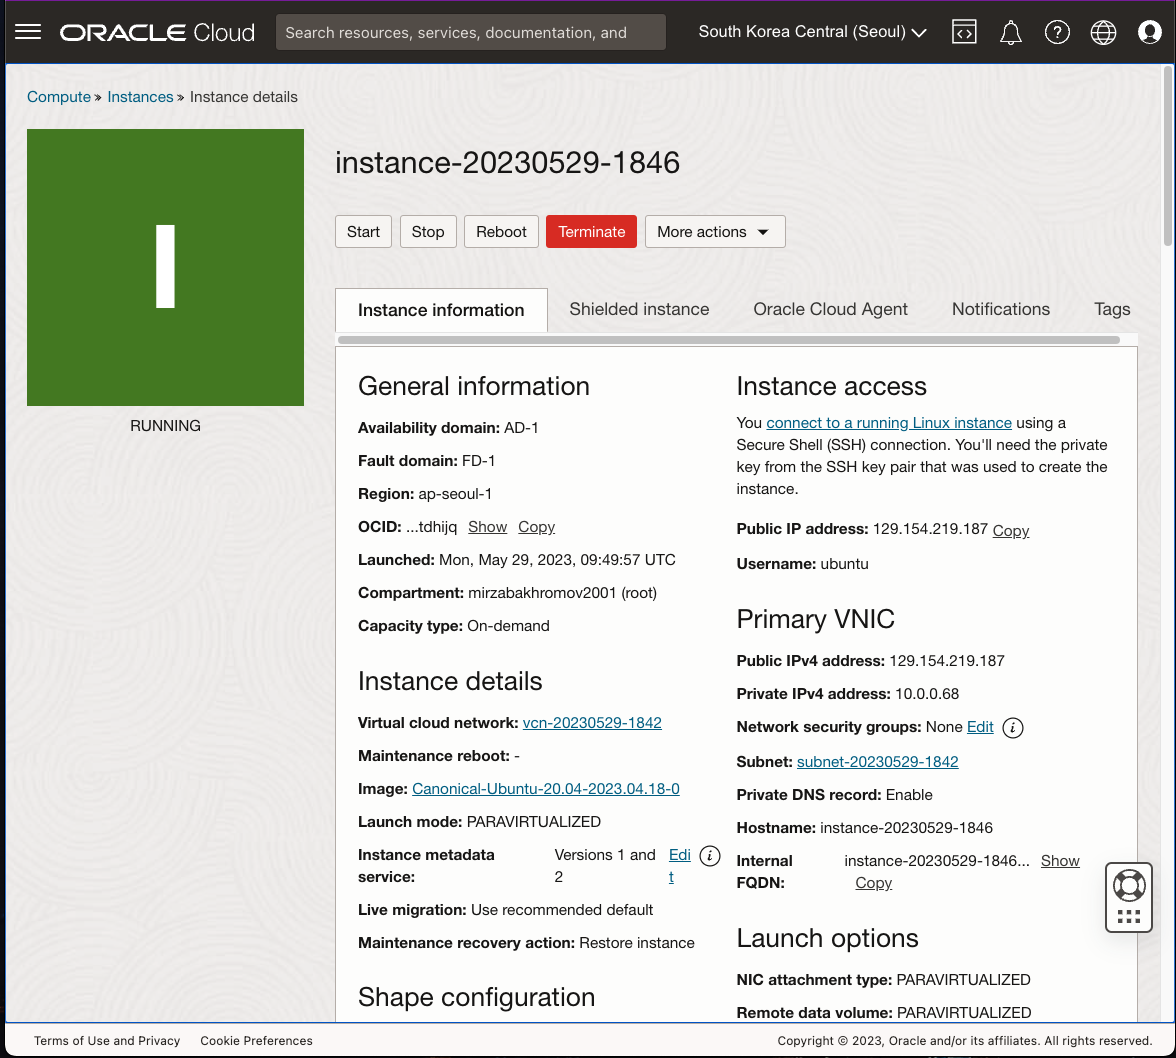 ORACLE Cloud
Search resources, services, documentation, and
South Korea Central (Seoul)
Compute » Instances » Instance details
I
RUNNING
instance-20230529-1846
Start
Stop
Reboot
Terminate
More actions
Instance information
Shielded instance
Oracle Cloud Agent
Notifications
Tags
General information
Availability domain: AD-1
Fault domain: FD-1
Region: ap-seoul-1
OCID: ...tdhijq Show Copy
Launched: Mon, May 29, 2023, 09:49:57 UTC
Compartment: mirzabakhromov2001 (root)
Capacity type: On-demand
Instance details
Virtual cloud network: vcn-20230529-1842
Maintenance reboot: -
Image: Canonical-Ubuntu-20.04-2023.04.18-0
Launch mode: PARAVIRTUALIZED
Instance metadata Versions 1 and Edi
service: 2 t
Live migration: Use recommended default
Maintenance recovery action: Restore instance
Shape configuration
Instance access
You connect to a running Linux instance using a
Secure Shell (SSH) connection. You'll need the private
key from the SSH key pair that was used to create the
instance.
Public IP address: 129.154.219.187 Copy
Username: ubuntu
Primary VNIC
Public IPv4 address: 129.154.219.187
Private IPv4 address: 10.0.0.68
Network security groups: None Edit
Subnet: subnet-20230529-1842
Private DNS record: Enable
Hostname: instance-20230529-1846
Internal instance-20230529-1846... Show
FQDN: Copy
Launch options
NIC attachment type: PARAVIRTUALIZED
Remote data volume: PARAVIRTUALIZED
Terms of Use and Privacy
Cookie Preferences
Copyright © 2023, Oracle and/or its affiliates. All rights reserved.